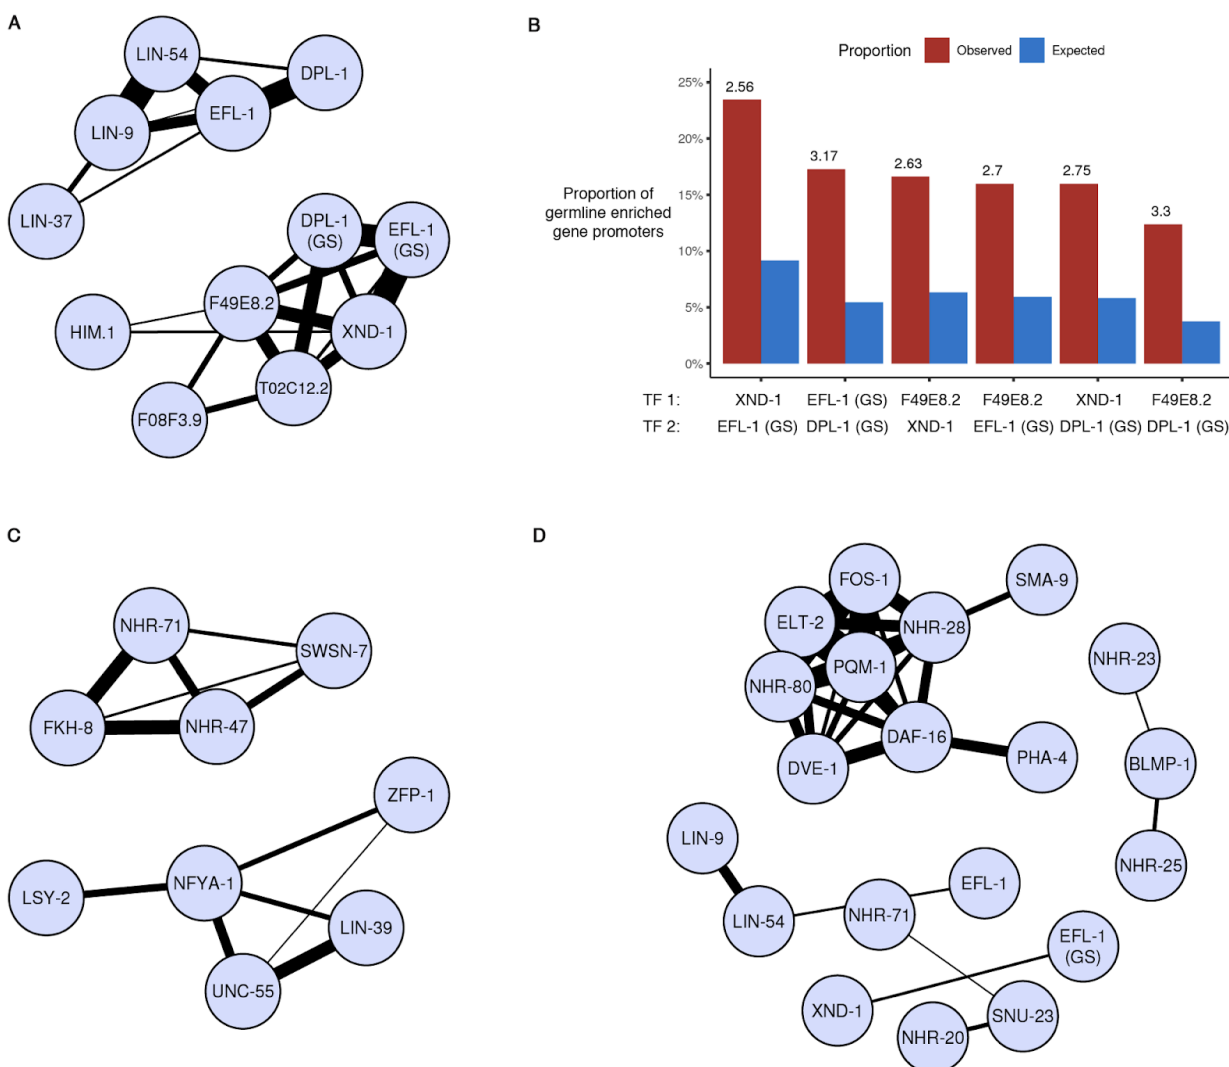 A
LIN-54
DPL-1
EFL-1
LIN-9
LIN-37
DPL-1
(GS)
EFL-1
(GS)
F49E8.2
HIM.1
XND-1
T02C12.2
F08F3.9
B
Proportion
Observed
Expected
Proportion of
germline enriched
gene promoters
25%
20%
15%
10%
5%
0%
2.56
3.17
2.63
2.7
2.75
3.3
TF 1: XND-1 EFL-1 (GS) F49E8.2 F49E8.2 XND-1 F49E8.2
TF 2: EFL-1 (GS) DPL-1 (GS) XND-1 EFL-1 (GS) DPL-1 (GS) DPL-1 (GS)
C
NHR-71
SWSN-7
FKH-8
NHR-47
ZFP-1
NFYA-1
LSY-2
LIN-39
UNC-55
D
FOS-1
SMA-9
ELT-2
NHR-28
PQM-1
NHR-23
NHR-80
DAF-16
DVE-1
PHA-4
BLMP-1
LIN-9
NHR-25
EFL-1
LIN-54
NHR-71
EFL-1
(GS)
XND-1
SNU-23
NHR-20